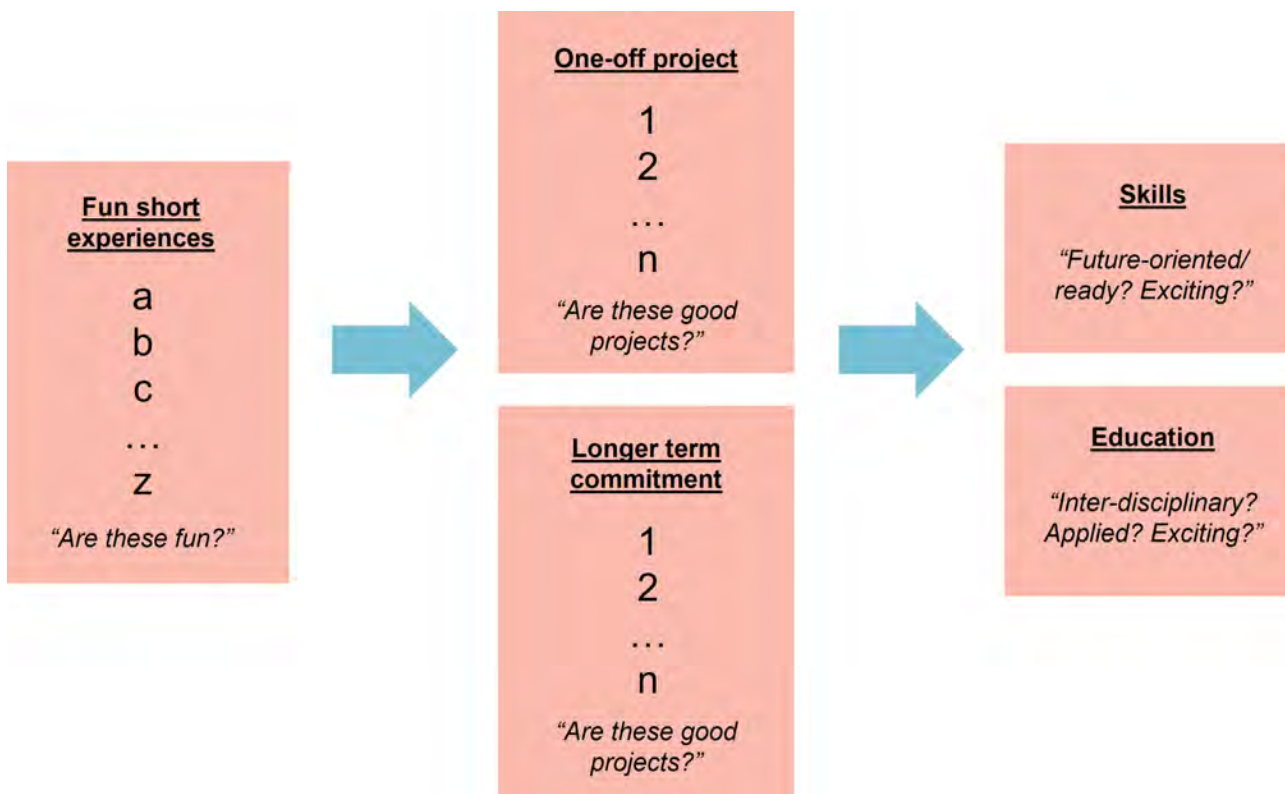 Fun short
experiences
a
b
c
…
z
“Are these fun?”
One-off project
1
2
…
n
“Are these good
projects?”
Longer term
commitment
1
2
…
n
“Are these good
projects?”
Skills
“Future-oriented/
ready? Exciting?”
Education
“Inter-disciplinary?
Applied? Exciting?”